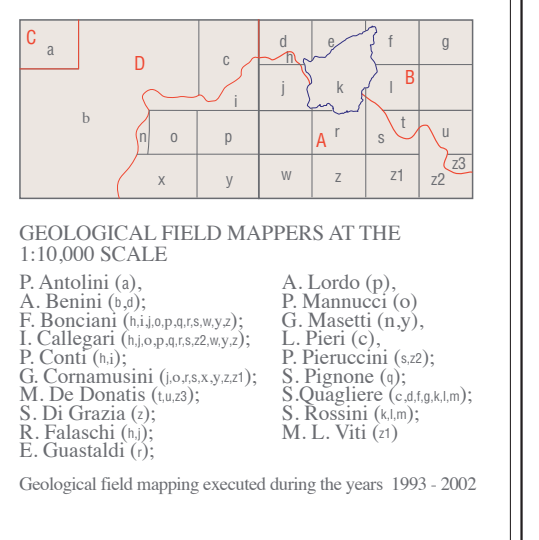 C
a
D
b
c
d
e
f
g
h
i
j
k
l
B
n
o
p
A
r
s
t
u
x
y
w
z
z1
z2
z3
GEOLOGICAL FIELD MAPPERS AT THE
1:10,000 SCALE
P. Antolini (a),
A. Benini (b,d);
F. Bonciani (h,i,j,o,p,q,r,s,w,y,z);
I. Callegari (h,j,o,p,q,r,s,z2,w,y,z);
P. Conti (h,i);
G. Cornamusini (j,o,r,s,x,y,z,z1);
M. De Donatis (t,u,z3);
S. Di Grazia (z);
R. Falaschi (h,j);
E. Guastaldi (r);
A. Lordo (p),
P. Mannucci (o)
G. Masetti (n,y),
L. Pieri (c),
P. Pieruccini (s,z2);
S. Pignone (q);
S.Quagliere (c,d,f,g,k,l,m);
S. Rossini (k,l,m);
M. L. Viti (z1)
Geological field mapping executed during the years 1993 - 2002